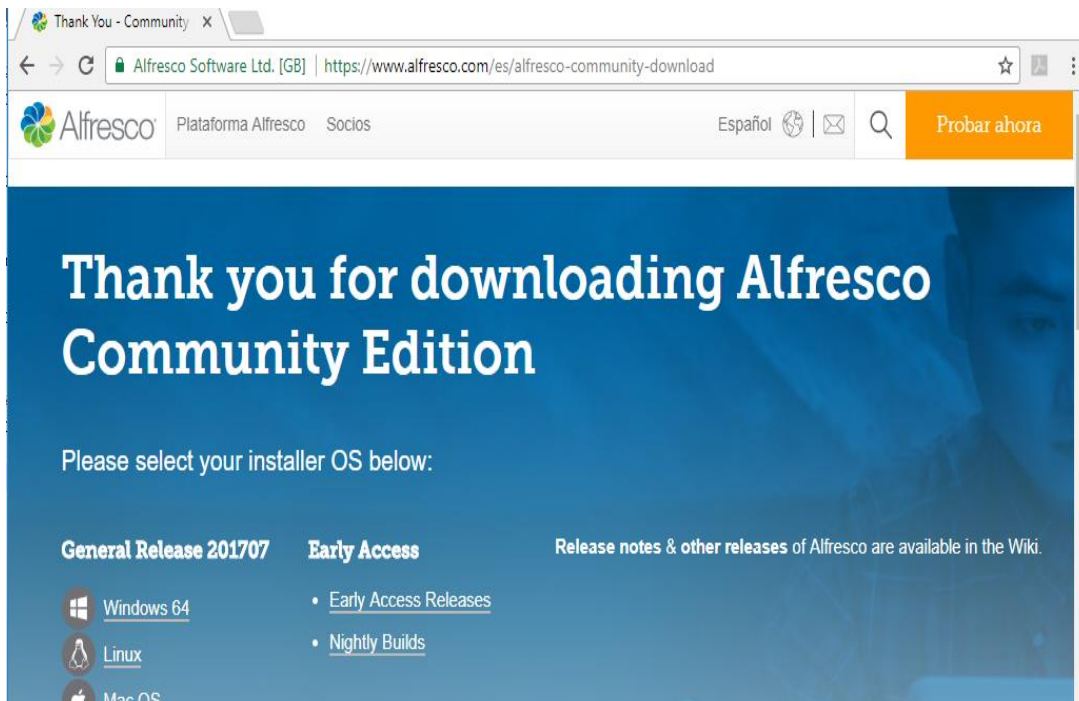 Thank You - Community
Alfresco Software Ltd. [GB] | https://www.alfresco.com/es/alfresco-community-download
Alfresco Plataforma Alfresco Socios Español Probar ahora
Thank you for downloading Alfresco
Community Edition
Please select your installer OS below:
General Release 201707 Early Access Release notes & other releases of Alfresco are available in the Wiki.
Windows 64 • Early Access Releases
Linux • Nightly Builds
Mac OS